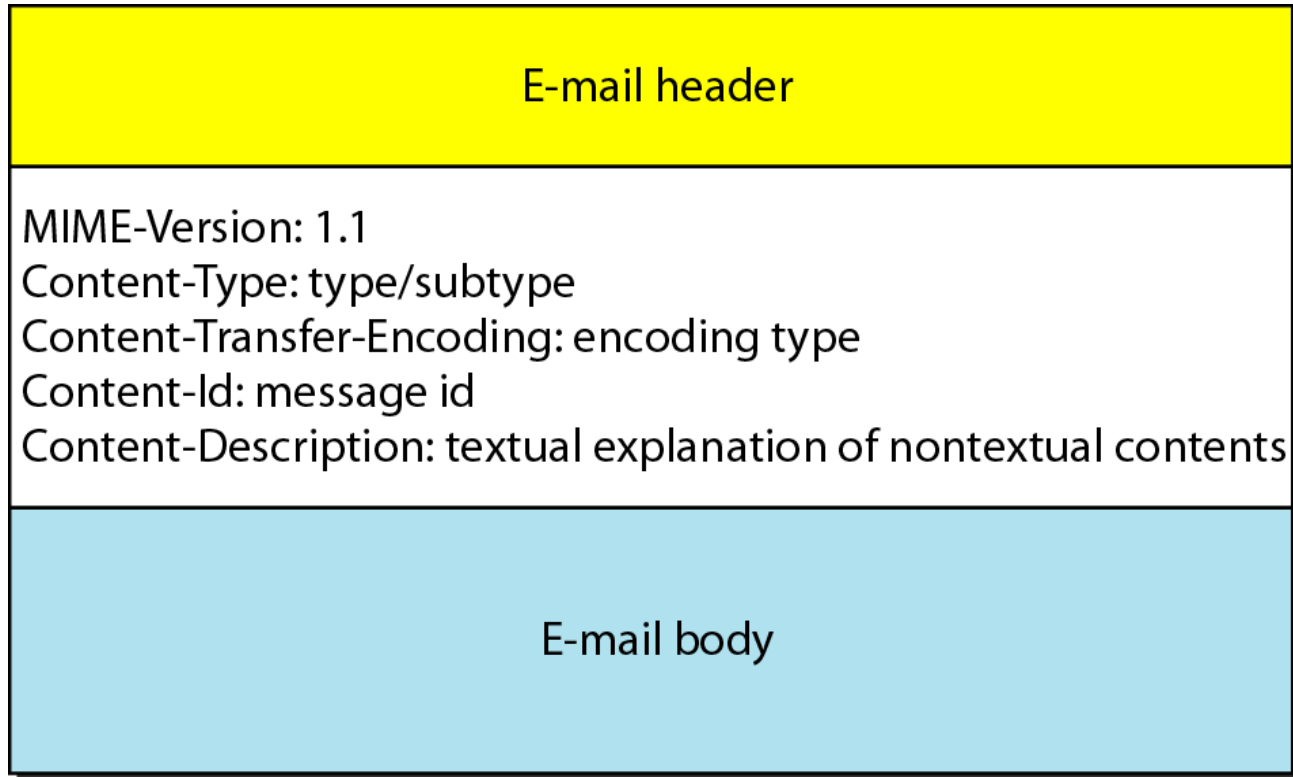 E-mail header
MIME-Version: 1.1
Content-Type: type/subtype
Content-Transfer-Encoding: encoding type
Content-Id: message id
Content-Description: textual explanation of nontextual contents
E-mail body